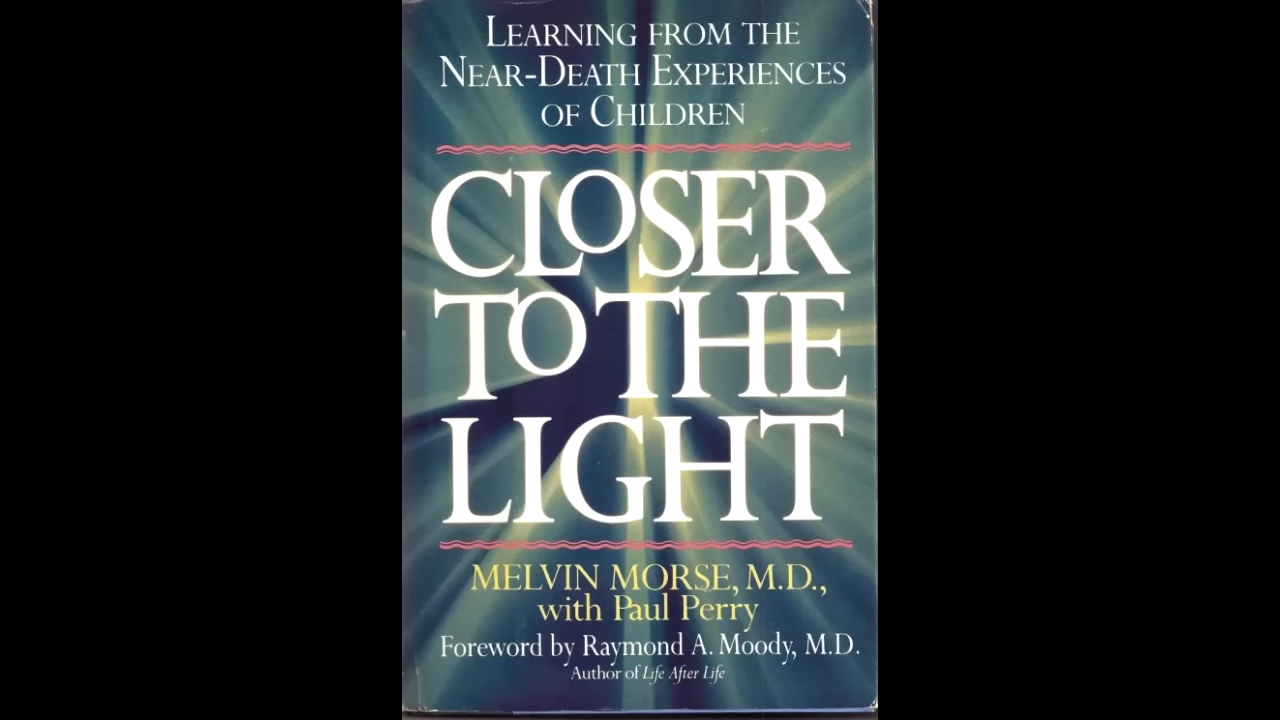 LEARNING FROM THE
NEAR-DEATH EXPERIENCES
OF CHILDREN
CLOSER
TO THE
LIGHT
MELVIN MORSE, M.D.,
with Paul Perry
Foreword by Raymond A. Moody, M.D.
Author of Life After Life